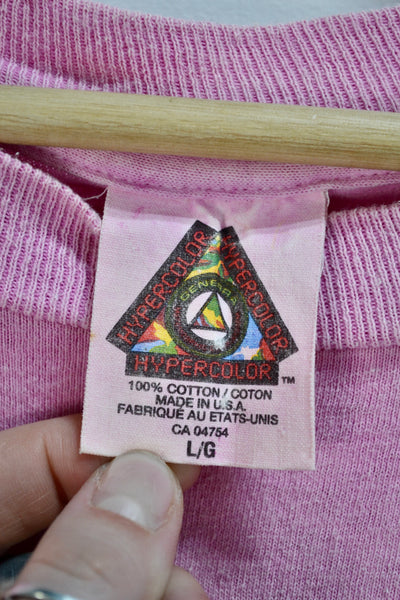 HYPERCOLOR
HYPERCOLOR
GENERRA
HYPERCOLOR ™
100% COTTON / COTON
MADE IN U.S.A.
FABRIQUÉ AU ETATS-UNIS
CA 04754
L/G